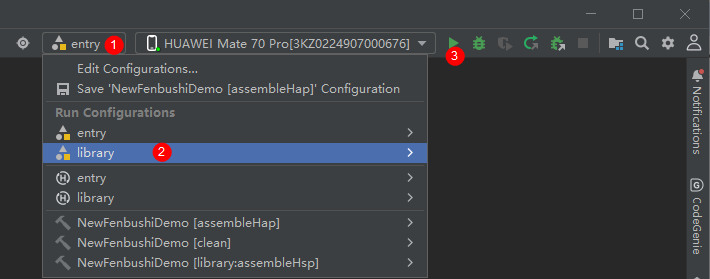 entry 1 HUAWEI Mate 70 Pro[3KZ0224907000676]
3
Edit Configurations...
Save 'NewFenbushiDemo [assembleHap]' Configuration
Run Configurations
entry
library 2
entry
library
NewFenbushiDemo [assembleHap]
NewFenbushiDemo [clean]
NewFenbushiDemo [library:assembleHsp]
Notifications
CodeGenie